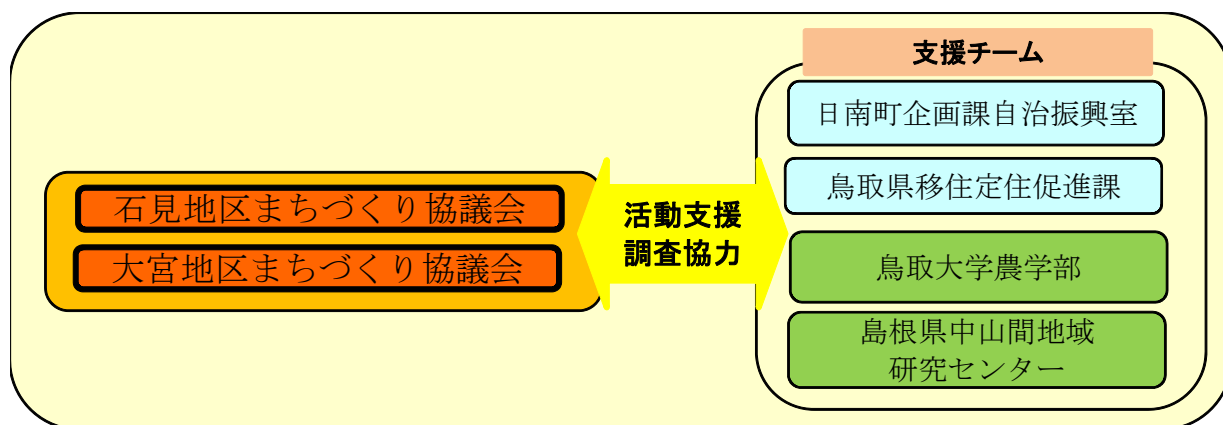 支援チーム
日南町企画課自治振興室
鳥取県移住定住促進課
鳥取大学農学部
島根県中山間地域
研究センター
石見地区まちづくり協議会
大宮地区まちづくり協議会
活動支援
調査協力